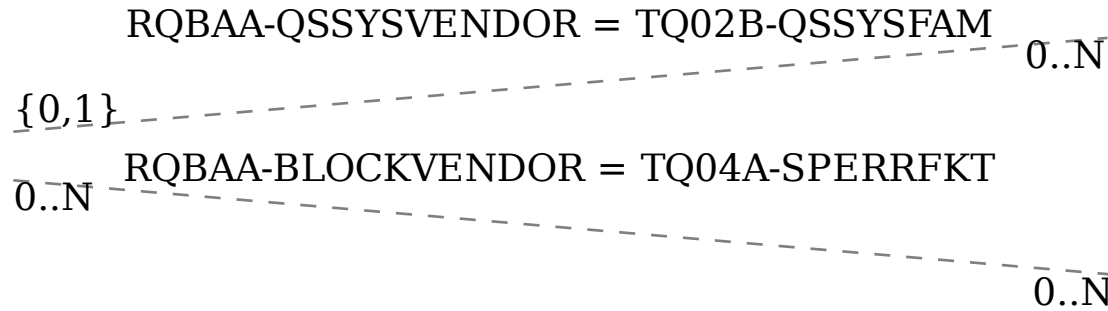 RQBAA-QSSYSVENDOR = TQ02B-QSSYSFAM
0..N
{0,1}
RQBAA-BLOCKVENDOR = TQ04A-SPERRFKT
0..N
0..N